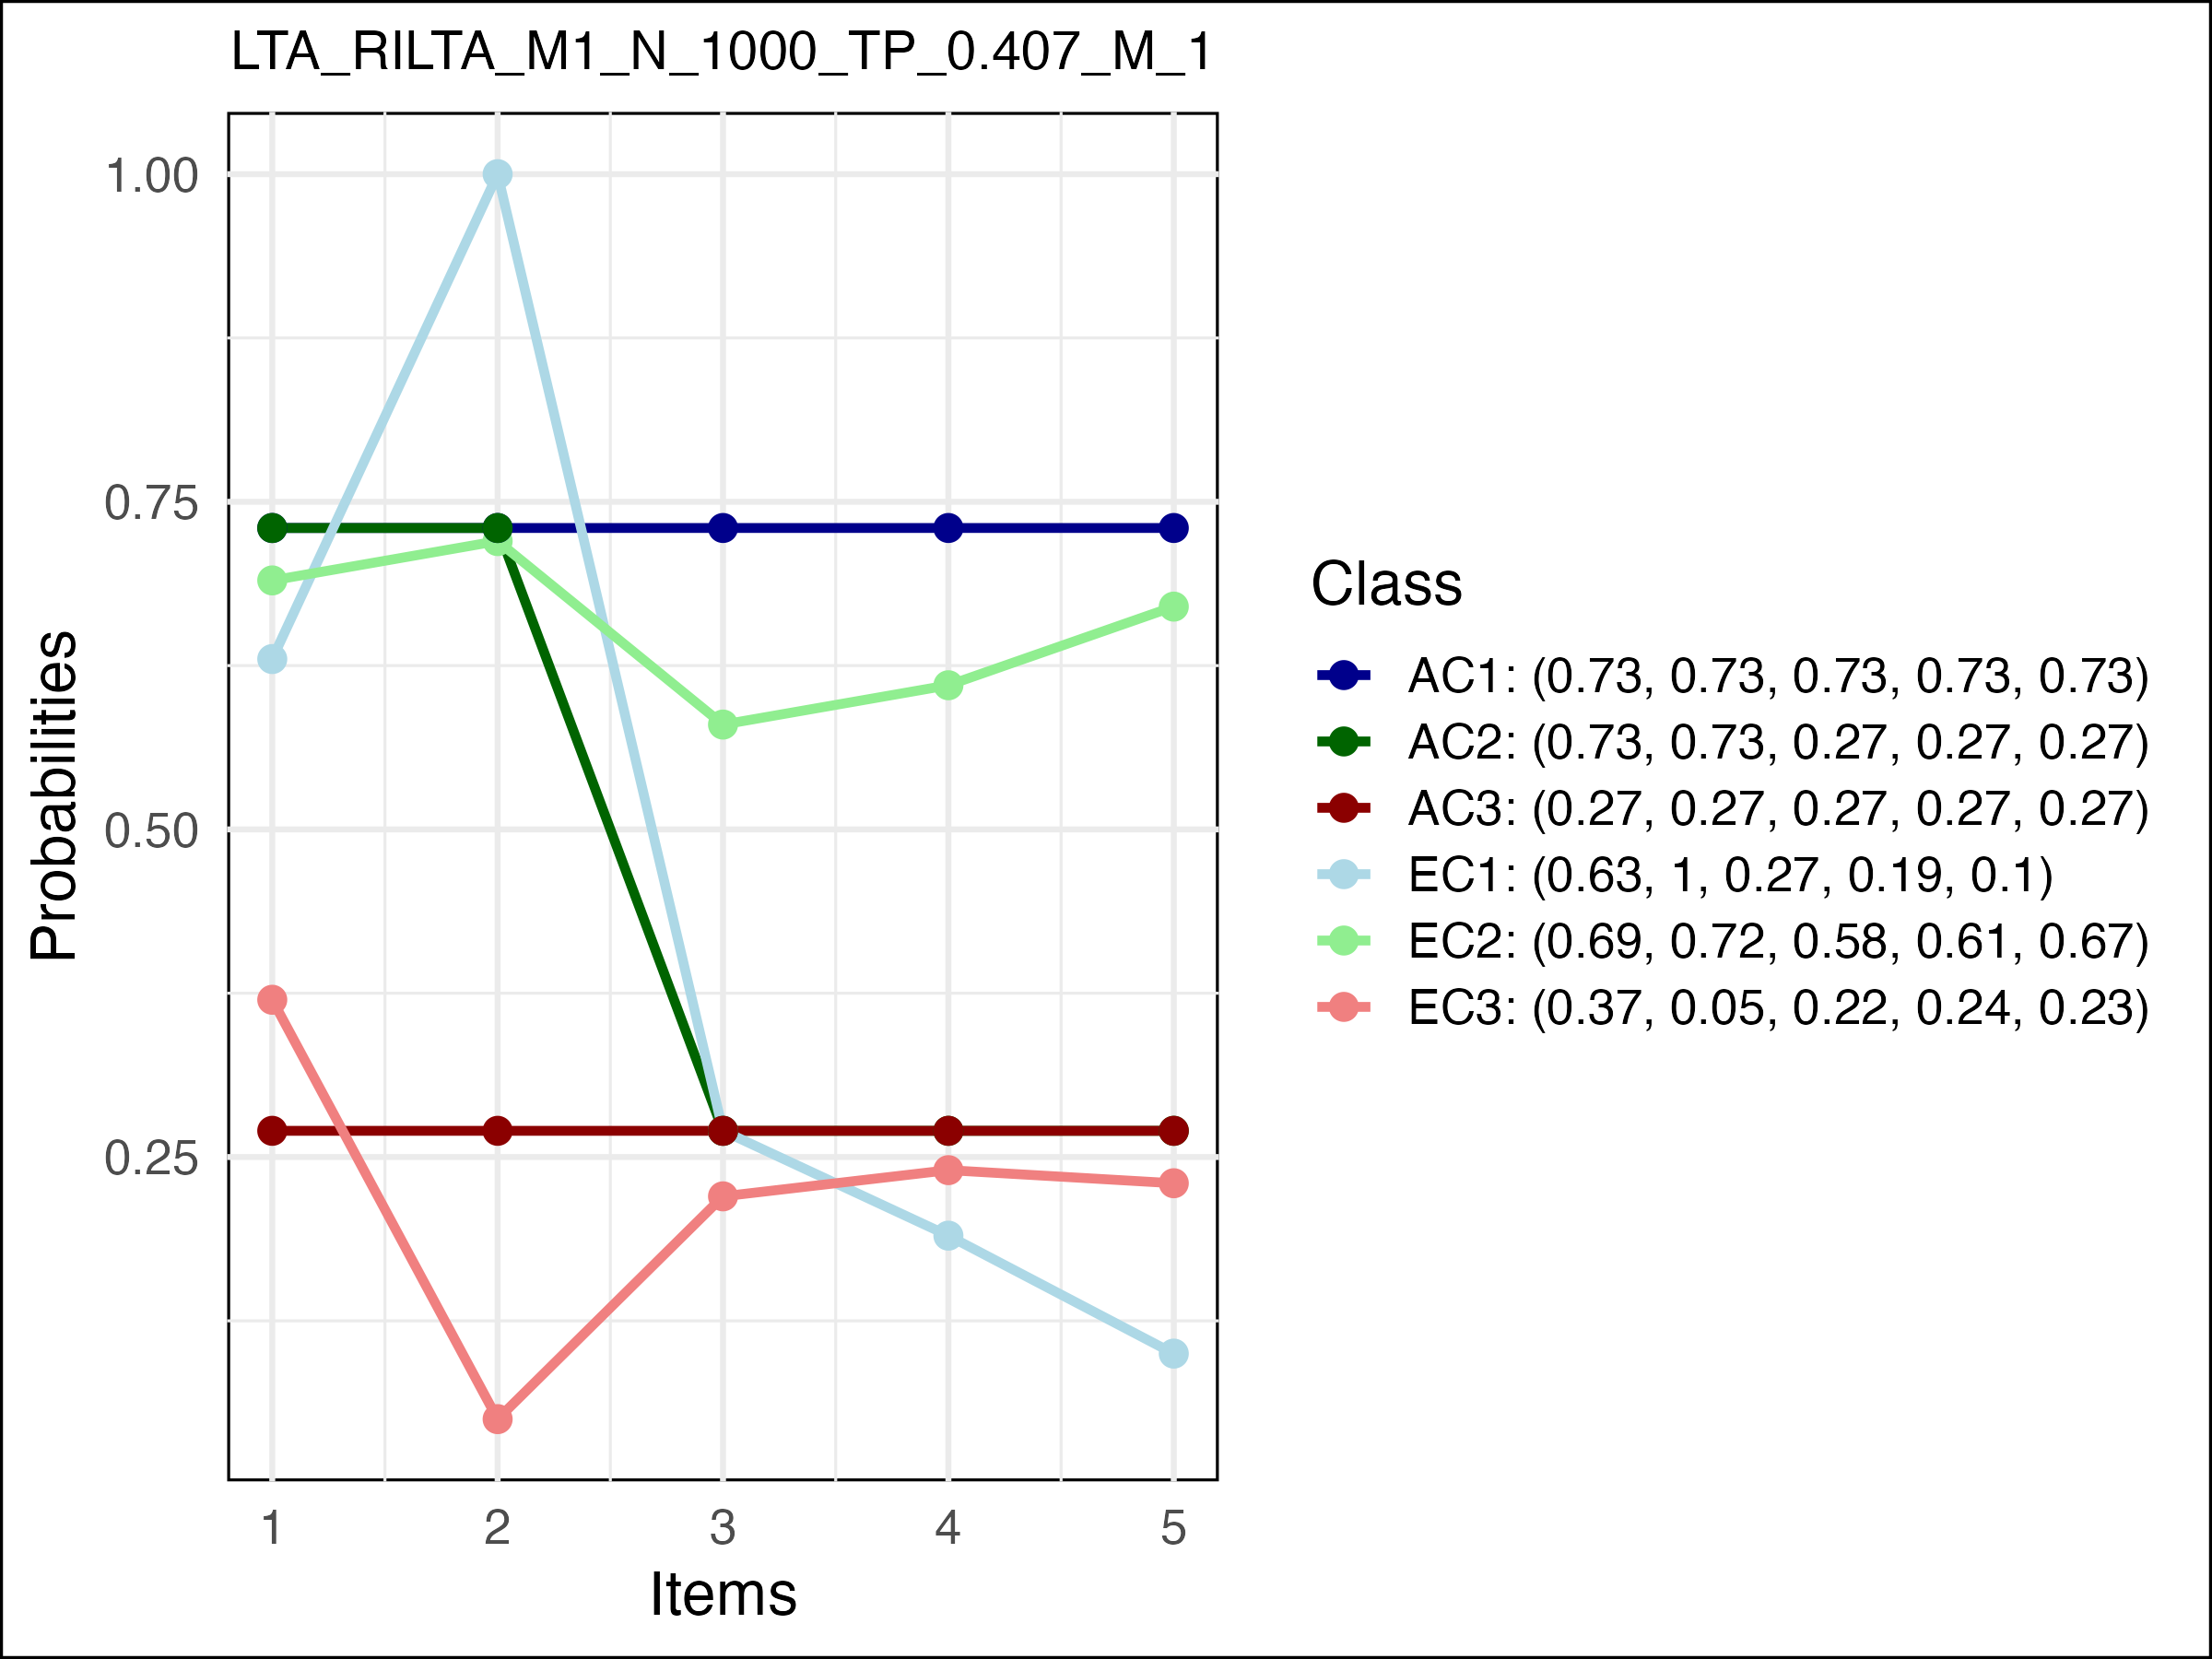 LTA_RILTA_M1_N_1000_TP_0.407_M_1
1.00
0.75
0.50
0.25
Probabilities
1 2 3 4 5
Items
Class
AC1: (0.73, 0.73, 0.73, 0.73, 0.73)
AC2: (0.73, 0.73, 0.27, 0.27, 0.27)
AC3: (0.27, 0.27, 0.27, 0.27, 0.27)
EC1: (0.63, 1, 0.27, 0.19, 0.1)
EC2: (0.69, 0.72, 0.58, 0.61, 0.67)
EC3: (0.37, 0.05, 0.22, 0.24, 0.23)